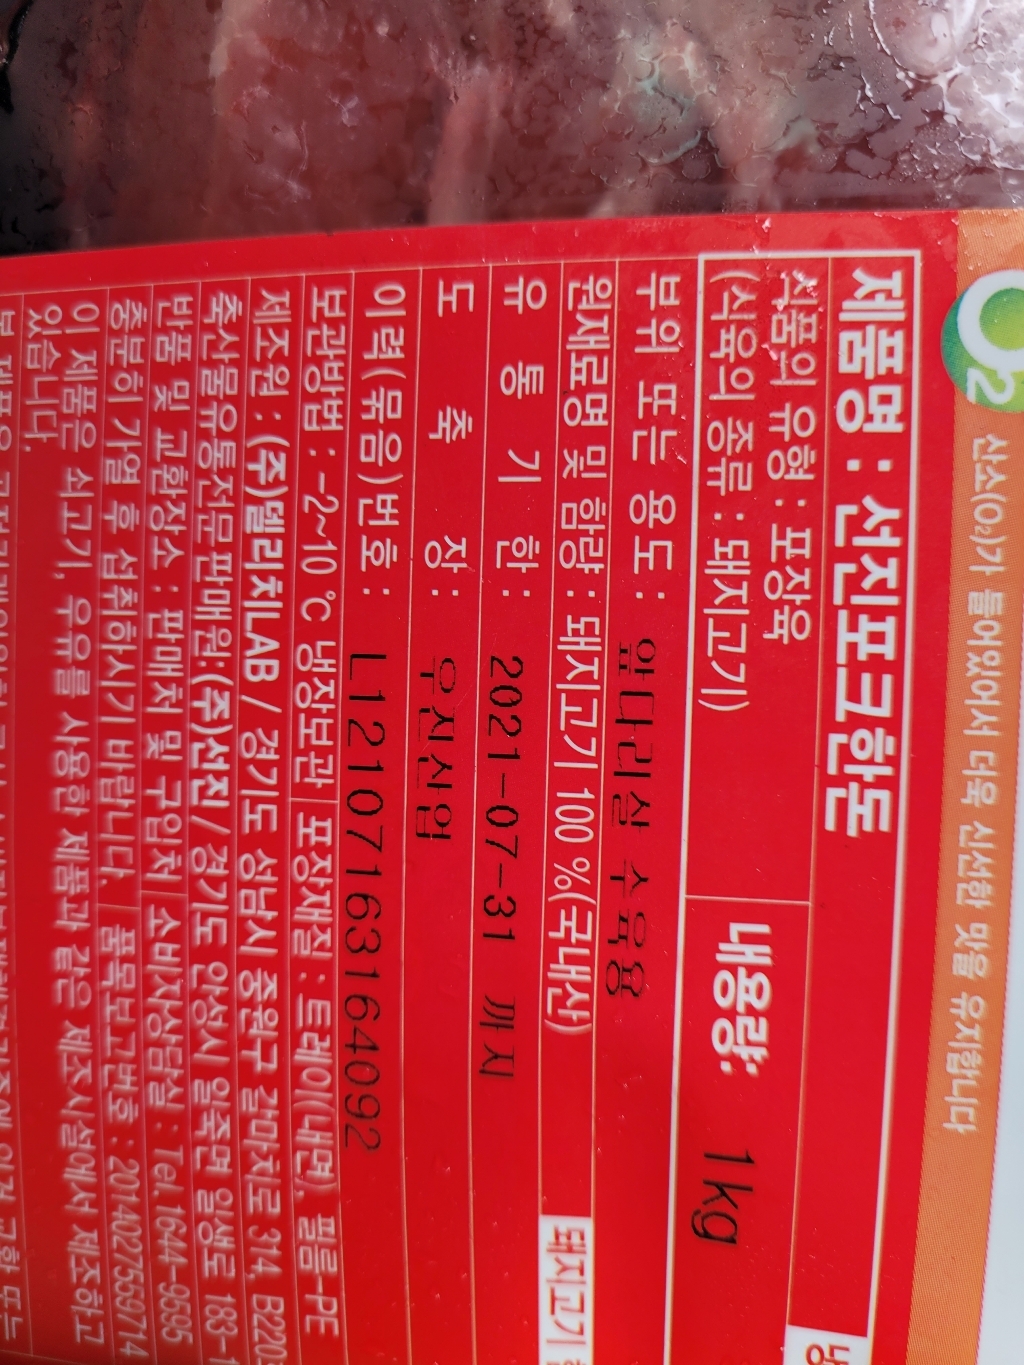 O2 산소(O₂)가 들어있어서 더욱 신선한 맛을 유지합니다
제품명 : 선진포크한돈
식품의 유형 : 포장육
(식육의 종류 : 돼지고기)
내용량: 1kg
부위 또는 용도 : 앞다리살 수육용
원재료명 및 함량 : 돼지고기 100 %(국내산)
돼지고기
유 통 기 한 : 2021-07-31 까지
도 축 장 : 우진산업
이력(묶음)번호 : L12107163164092
보관방법 : -2~10 ℃ 냉장보관 포장재질 : 트레이(내면), 필름-PE
제조원 : (주)델리치LAB / 경기도 성남시 중원구 갈마치로 314, B220
축산물유통전문판매원:(주)선진 / 경기도 안성시 일죽면 일생로 183-1
반품 및 교환장소 : 판매처 및 구입처 소비자상담실 : Tel. 1644-9595
충분히 가열 후 섭취하시기 바랍니다. 품목보고번호 : 2014027559714
이 제품은 쇠고기, 우유를 사용한 제품과 같은 제조시설에서 제조하고
있습니다.